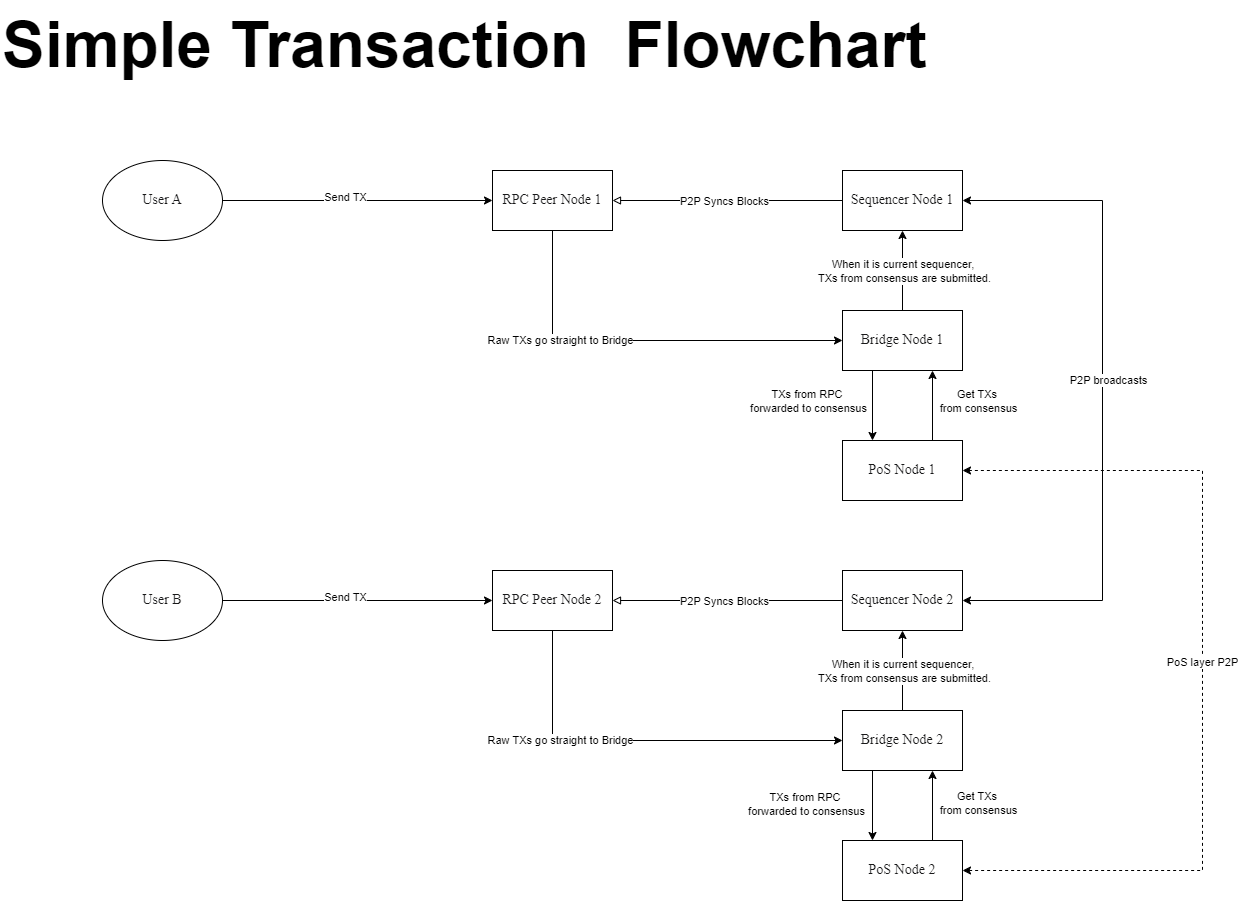 Simple Transaction Flowchart
User A
Send TX
RPC Peer Node 1
P2P Syncs Blocks
Sequencer Node 1
When it is current sequencer,
TXs from consensus are submitted.
Raw TXs go straight to Bridge
Bridge Node 1
P2P broadcasts
TXs from RPC
forwarded to consensus
Get TXs
from consensus
PoS Node 1
User B
Send TX
RPC Peer Node 2
P2P Syncs Blocks
Sequencer Node 2
PoS layer P2P
When it is current sequencer,
TXs from consensus are submitted.
Raw TXs go straight to Bridge
Bridge Node 2
TXs from RPC
forwarded to consensus
Get TXs
from consensus
PoS Node 2